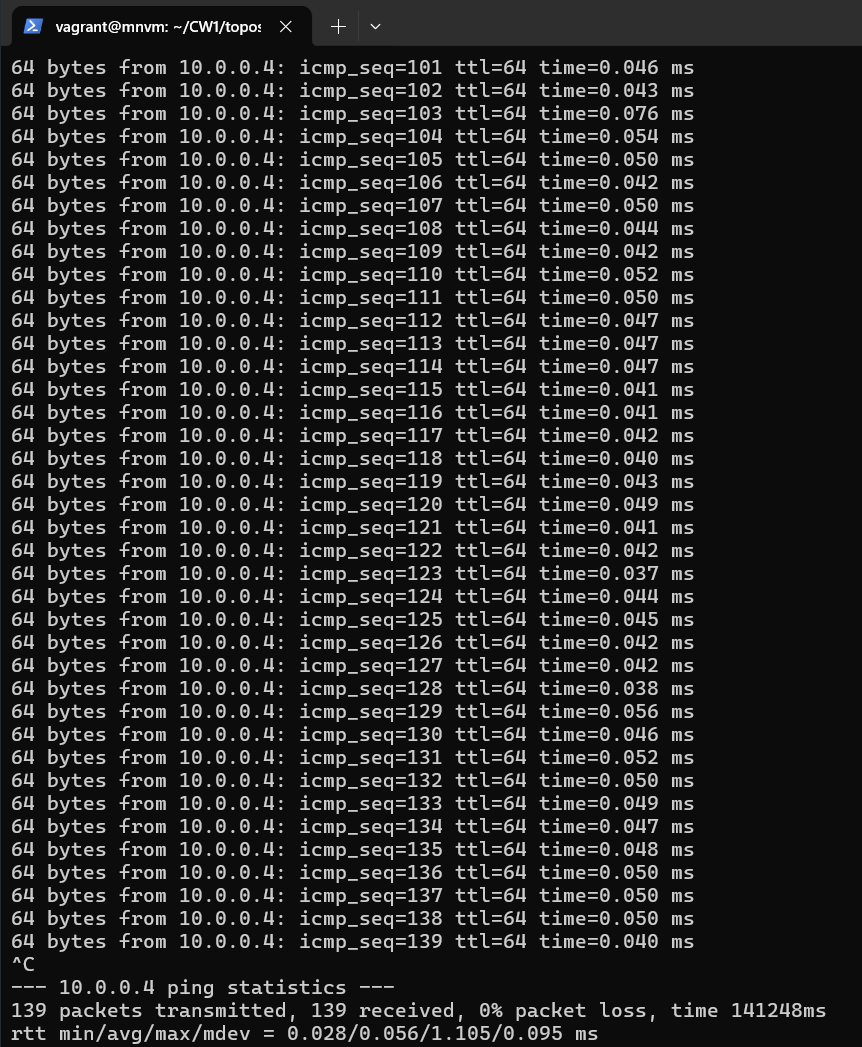 vagrant@mnvm: ~/CW1/topos
64 bytes from 10.0.0.4: icmp_seq=101 ttl=64 time=0.046 ms
64 bytes from 10.0.0.4: icmp_seq=102 ttl=64 time=0.043 ms
64 bytes from 10.0.0.4: icmp_seq=103 ttl=64 time=0.076 ms
64 bytes from 10.0.0.4: icmp_seq=104 ttl=64 time=0.054 ms
64 bytes from 10.0.0.4: icmp_seq=105 ttl=64 time=0.050 ms
64 bytes from 10.0.0.4: icmp_seq=106 ttl=64 time=0.042 ms
64 bytes from 10.0.0.4: icmp_seq=107 ttl=64 time=0.050 ms
64 bytes from 10.0.0.4: icmp_seq=108 ttl=64 time=0.044 ms
64 bytes from 10.0.0.4: icmp_seq=109 ttl=64 time=0.042 ms
64 bytes from 10.0.0.4: icmp_seq=110 ttl=64 time=0.052 ms
64 bytes from 10.0.0.4: icmp_seq=111 ttl=64 time=0.050 ms
64 bytes from 10.0.0.4: icmp_seq=112 ttl=64 time=0.047 ms
64 bytes from 10.0.0.4: icmp_seq=113 ttl=64 time=0.047 ms
64 bytes from 10.0.0.4: icmp_seq=114 ttl=64 time=0.047 ms
64 bytes from 10.0.0.4: icmp_seq=115 ttl=64 time=0.041 ms
64 bytes from 10.0.0.4: icmp_seq=116 ttl=64 time=0.041 ms
64 bytes from 10.0.0.4: icmp_seq=117 ttl=64 time=0.042 ms
64 bytes from 10.0.0.4: icmp_seq=118 ttl=64 time=0.040 ms
64 bytes from 10.0.0.4: icmp_seq=119 ttl=64 time=0.043 ms
64 bytes from 10.0.0.4: icmp_seq=120 ttl=64 time=0.049 ms
64 bytes from 10.0.0.4: icmp_seq=121 ttl=64 time=0.041 ms
64 bytes from 10.0.0.4: icmp_seq=122 ttl=64 time=0.042 ms
64 bytes from 10.0.0.4: icmp_seq=123 ttl=64 time=0.037 ms
64 bytes from 10.0.0.4: icmp_seq=124 ttl=64 time=0.044 ms
64 bytes from 10.0.0.4: icmp_seq=125 ttl=64 time=0.045 ms
64 bytes from 10.0.0.4: icmp_seq=126 ttl=64 time=0.042 ms
64 bytes from 10.0.0.4: icmp_seq=127 ttl=64 time=0.042 ms
64 bytes from 10.0.0.4: icmp_seq=128 ttl=64 time=0.038 ms
64 bytes from 10.0.0.4: icmp_seq=129 ttl=64 time=0.056 ms
64 bytes from 10.0.0.4: icmp_seq=130 ttl=64 time=0.046 ms
64 bytes from 10.0.0.4: icmp_seq=131 ttl=64 time=0.052 ms
64 bytes from 10.0.0.4: icmp_seq=132 ttl=64 time=0.050 ms
64 bytes from 10.0.0.4: icmp_seq=133 ttl=64 time=0.049 ms
64 bytes from 10.0.0.4: icmp_seq=134 ttl=64 time=0.047 ms
64 bytes from 10.0.0.4: icmp_seq=135 ttl=64 time=0.048 ms
64 bytes from 10.0.0.4: icmp_seq=136 ttl=64 time=0.050 ms
64 bytes from 10.0.0.4: icmp_seq=137 ttl=64 time=0.050 ms
64 bytes from 10.0.0.4: icmp_seq=138 ttl=64 time=0.050 ms
64 bytes from 10.0.0.4: icmp_seq=139 ttl=64 time=0.040 ms
^C
--- 10.0.0.4 ping statistics ---
139 packets transmitted, 139 received, 0% packet loss, time 141248ms
rtt min/avg/max/mdev = 0.028/0.056/1.105/0.095 ms